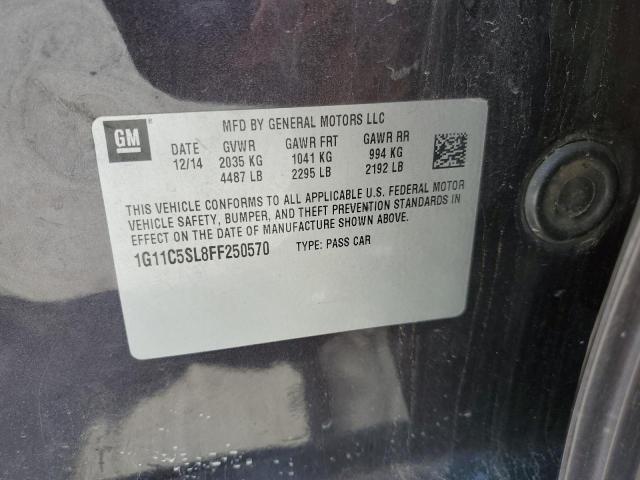 GM
MFD BY GENERAL MOTORS LLC
DATE GVWR GAWR FRT GAWR RR
12/14 2035 KG 1041 KG 994 KG
4487 LB 2295 LB 2192 LB
THIS VEHICLE CONFORMS TO ALL APPLICABLE U.S. FEDERAL MOTOR
VEHICLE SAFETY, BUMPER, AND THEFT PREVENTION STANDARDS IN
EFFECT ON THE DATE OF MANUFACTURE SHOWN ABOVE.
1G11C5SL8FF250570 TYPE: PASS CAR